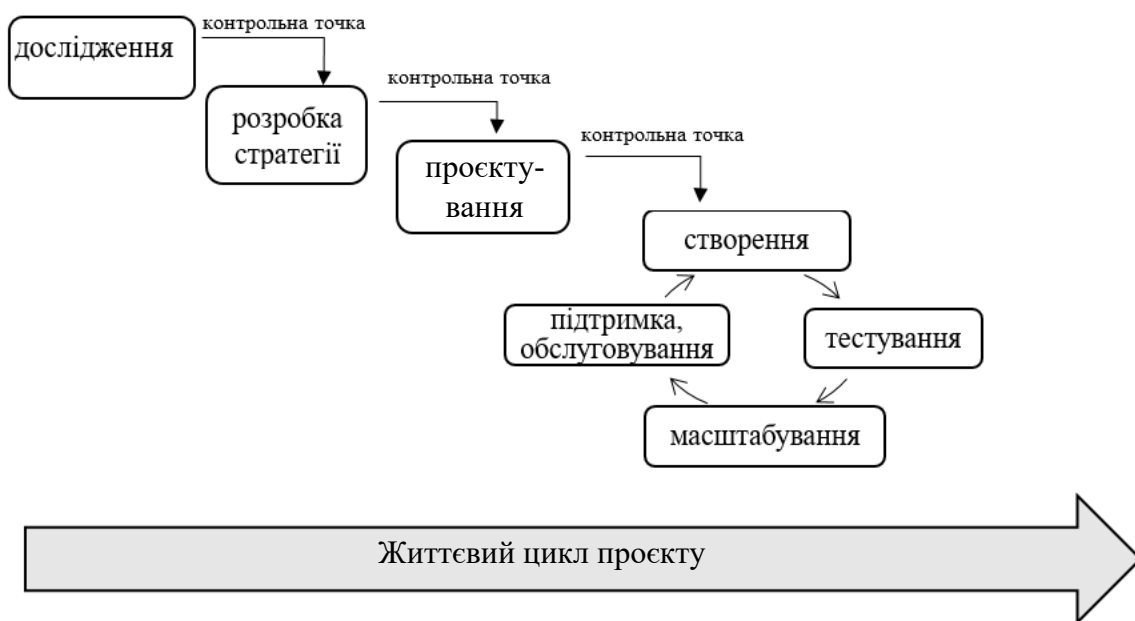 контрольна точка
дослідження
контрольна точка
розробка
стратегії
контрольна точка
проєкту-
вання
створення
підтримка,
обслуговування
тестування
масштабування
Життєвий цикл проєкту